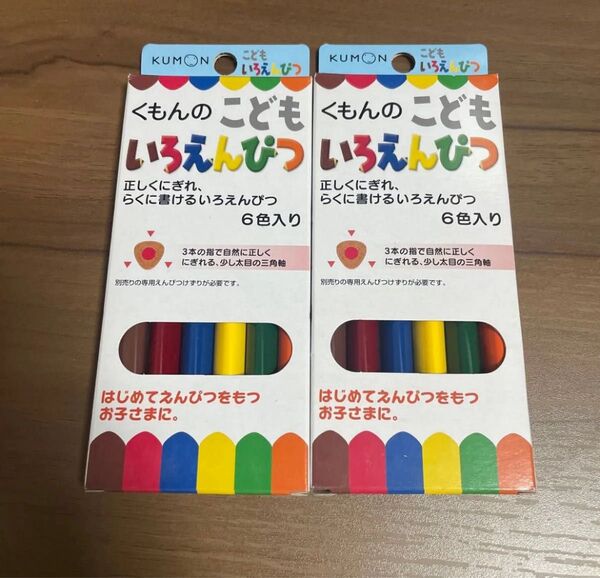 KUMON
こども
いろえんぴつ
くもんの こども
いろえんぴつ
正しくにぎれ、
らくに書けるいろえんぴつ
6色入り
3本の指で自然に正しく
にぎれる、少し太目の三角軸
別売りの専用えんぴつけずりが必要です。
はじめてえんぴつをもつ
お子さまに。
KUMON
こども
いろえんぴつ
くもんの こども
いろえんぴつ
正しくにぎれ、
らくに書けるいろえんぴつ
6色入り
3本の指で自然に正しく
にぎれる、少し太目の三角軸
別売りの専用えんぴつけずりが必要です。
はじめてえんぴつをもつ
お子さまに。